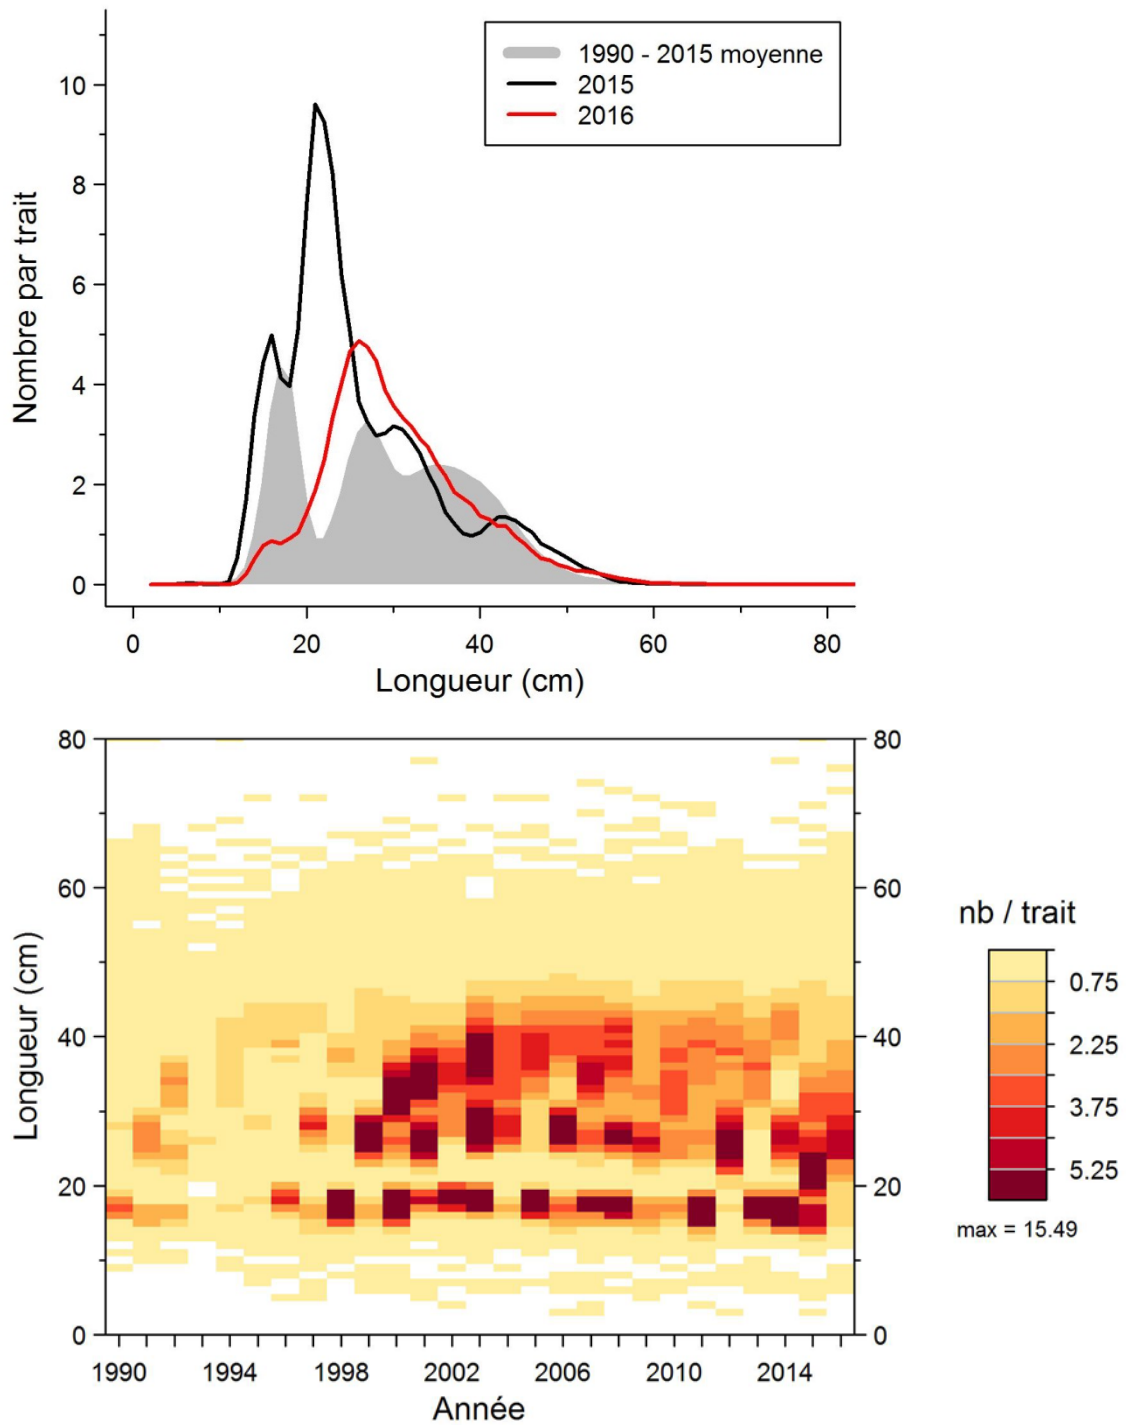 1990 - 2015 moyenne
2015
2016
Nombre par trait
10
8
6
4
2
0
0 20 40 60 80
Longueur (cm)
80 80
60 60
40 40
20 20
0 0
Longueur (cm)
1990 1994 1998 2002 2006 2010 2014
Année
nb / trait
0.75
2.25
3.75
5.25
max = 15.49